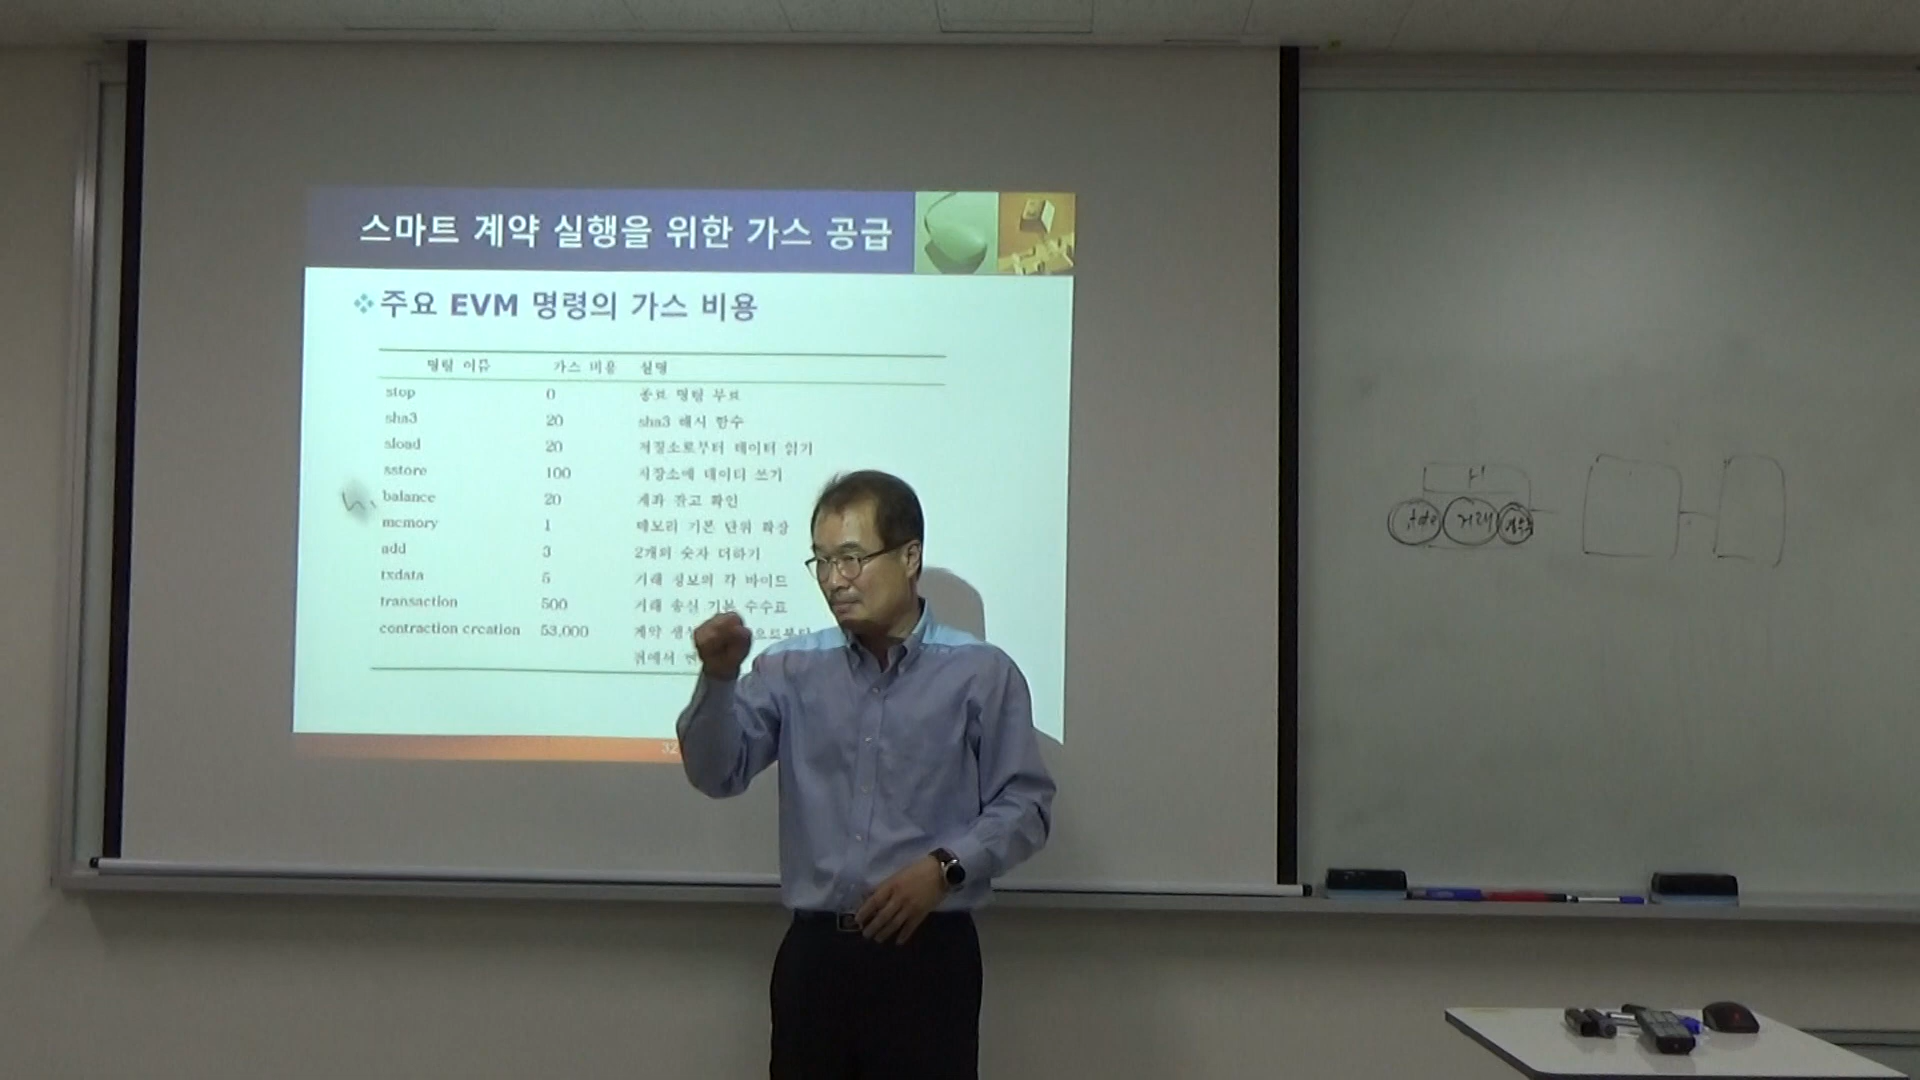 스마트 계약 실행을 위한 가스 공급
주요 EVM 명령의 가스 비용
명령 이름 가스 비용 설명
stop 0 종료 명령 무료
sha3 20 sha3 해시 함수
sload 20 저장소로부터 데이터 읽기
sstore 100 저장소에 데이터 쓰기
balance 20 계좌 잔고 확인
memory 1 메모리 기본 단위 확장
add 3 2개의 숫자 더하기
txdata 5 거래 정보의 각 바이트
transaction 500 거래 송신 기본 수수료
contraction creation 53,000 계약
32
거래